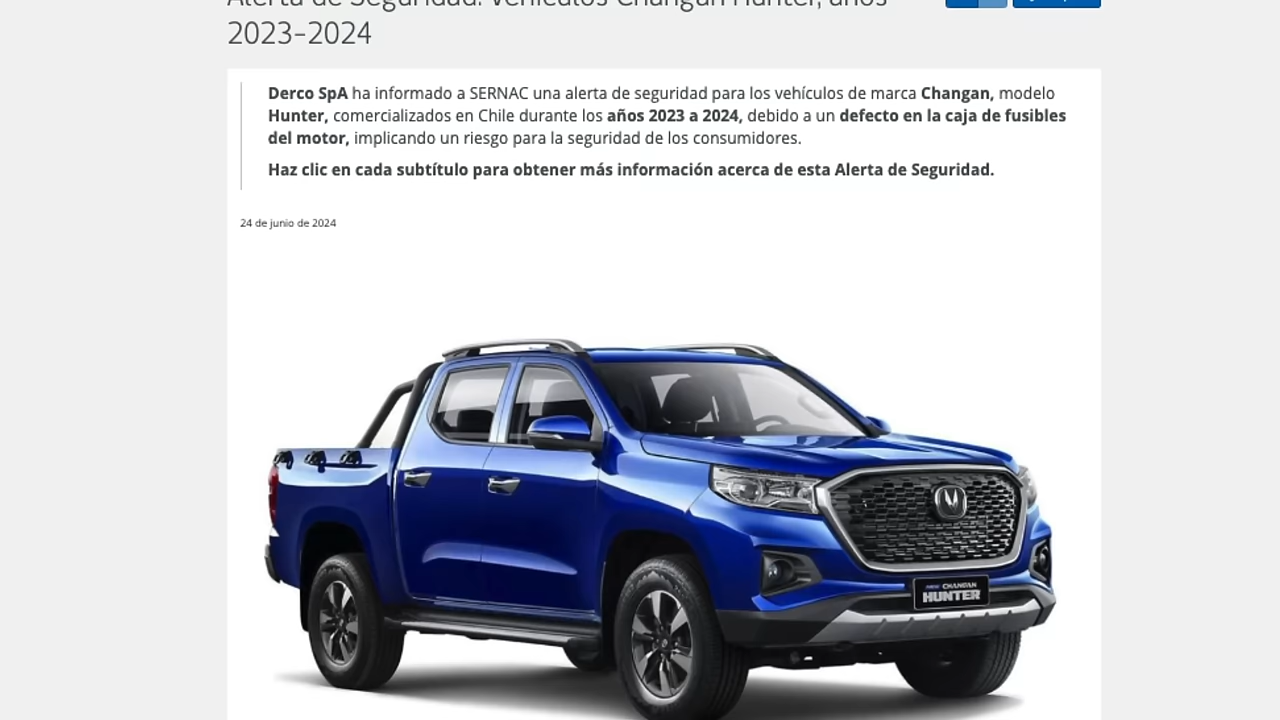 Alerta de Seguridad: Vehículos Changan Hunter, años
2023-2024
Derco SpA ha informado a SERNAC una alerta de seguridad para los vehículos de marca Changan, modelo
Hunter, comercializados en Chile durante los años 2023 a 2024, debido a un defecto en la caja de fusibles
del motor, implicando un riesgo para la seguridad de los consumidores.
Haz clic en cada subtítulo para obtener más información acerca de esta Alerta de Seguridad.
24 de junio de 2024
NEW CHANGAN
HUNTER